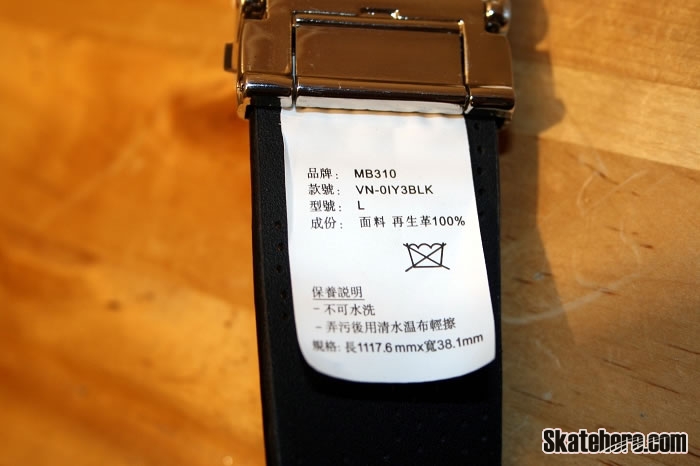 品牌: MB310
款號: VN-0IY3BLK
型號: L
成份: 面料 再生革100%
保養說明
-不可水洗
-弄污後用清水温布輕擦
規格: 長1117.6mmx寬38.1mm
Skatehero.com